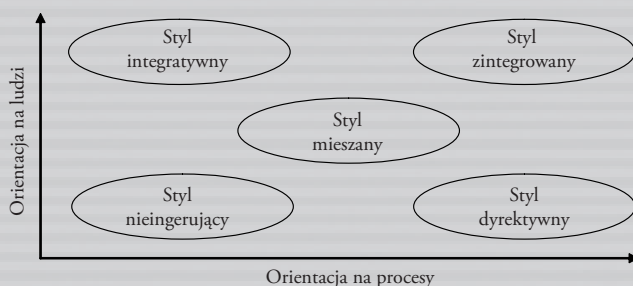 Orientacja na ludzi
Styl
integratywny
Styl
zintegrowany
Styl
mieszany
Styl
nieingerujący
Styl
dyrektywny
Orientacja na procesy